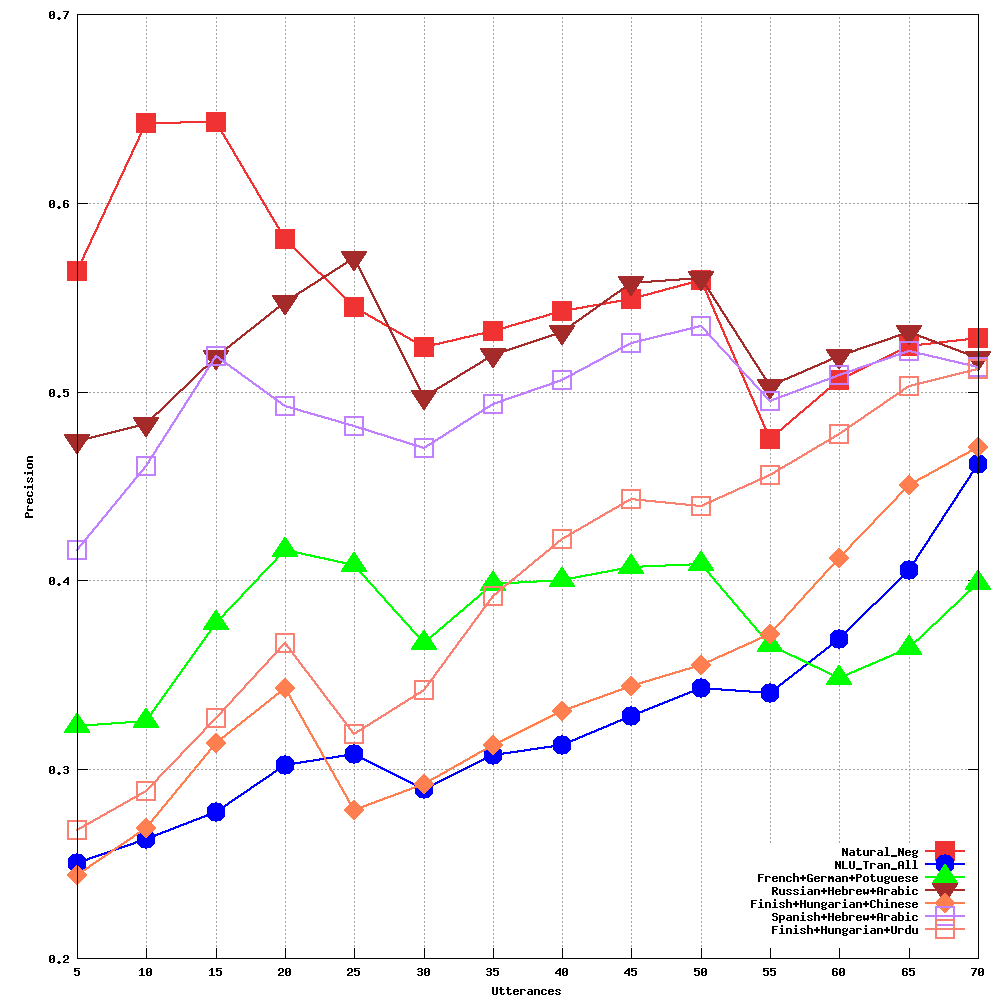 0.7
0.6
0.5
0.4
0.3
0.2
Precision
5 10 15 20 25 30 35 40 45 50 55 60 65 70
Utterances
Natural_Neg
NLU_Tran_All
French+German+Potuguese
Russian+Hebrew+Arabic
Finish+Hungarian+Chinese
Spanish+Hebrew+Arabic
Finish+Hungarian+Urdu